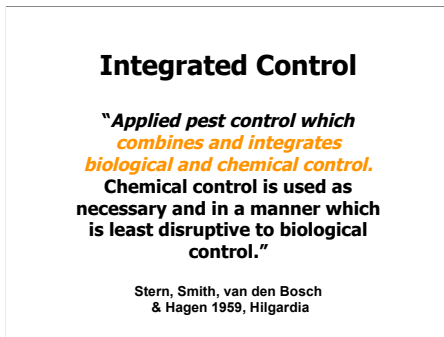 Integrated Control
“Applied pest control which
combines and integrates
biological and chemical control.
Chemical control is used as
necessary and in a manner which
is least disruptive to biological
control.”
Stern, Smith, van den Bosch
& Hagen 1959, Hilgardia